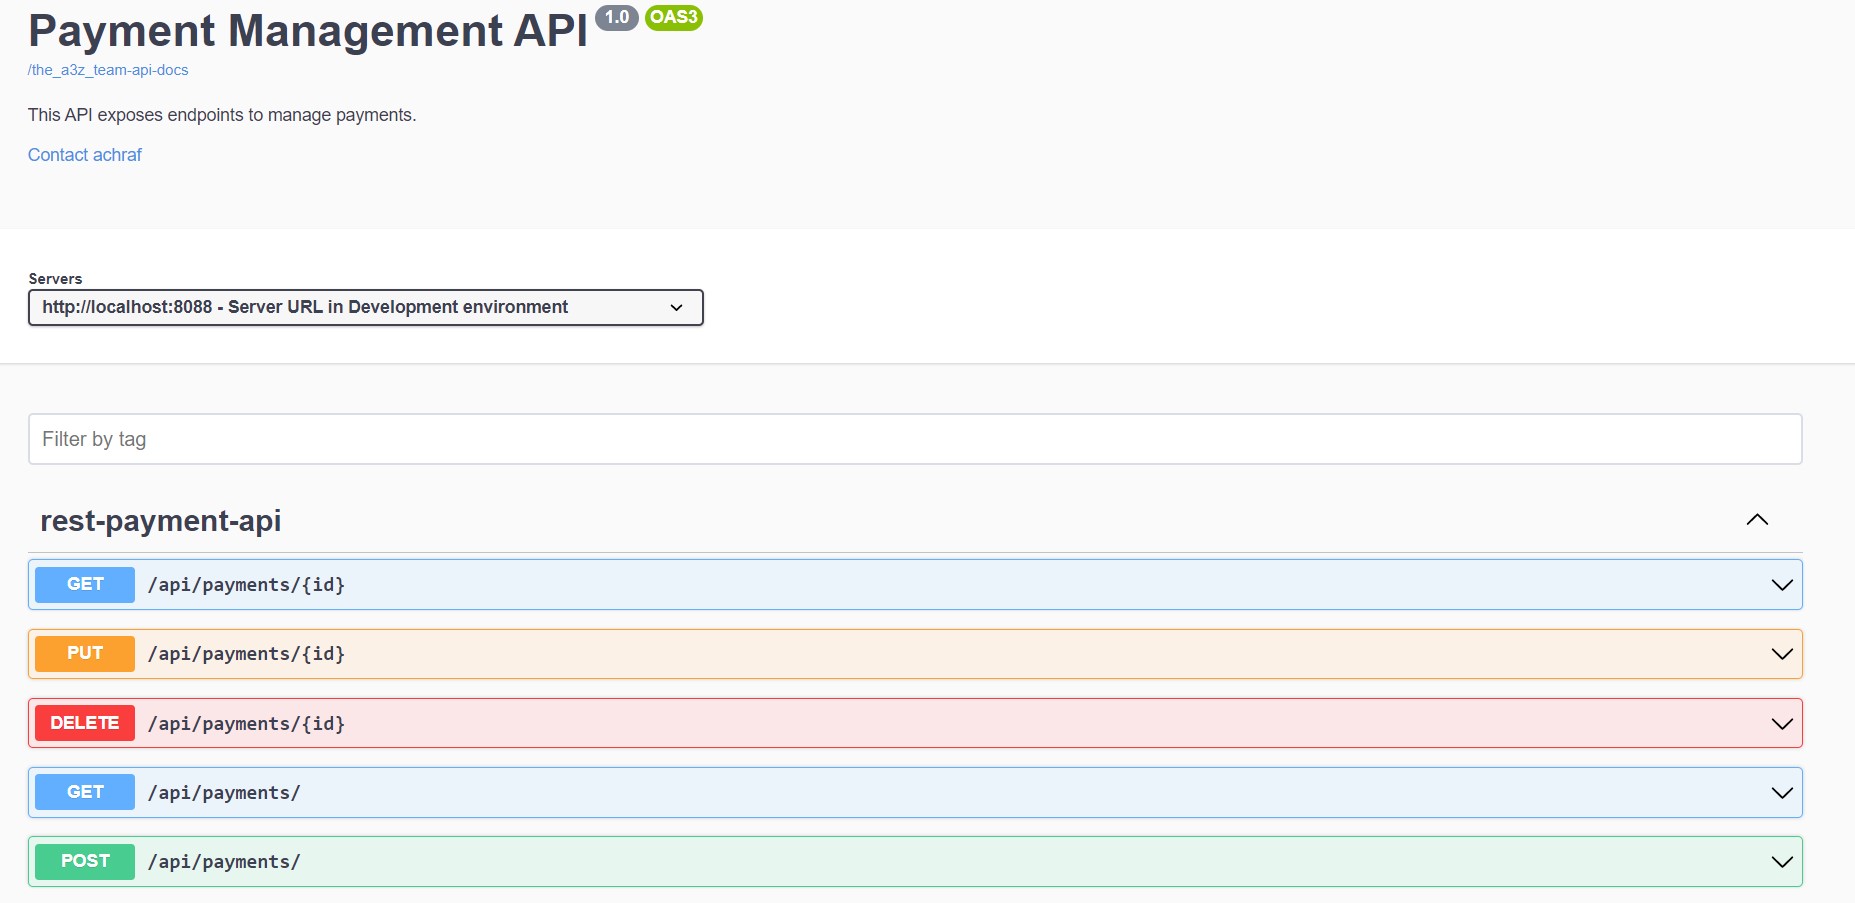 Payment Management API 1.0 OAS3
/the_a3z_team-api-docs
This API exposes endpoints to manage payments.
Contact achraf
Servers
http://localhost:8088 - Server URL in Development environment
Filter by tag
rest-payment-api
GET /api/payments/{id}
PUT /api/payments/{id}
DELETE /api/payments/{id}
GET /api/payments/
POST /api/payments/